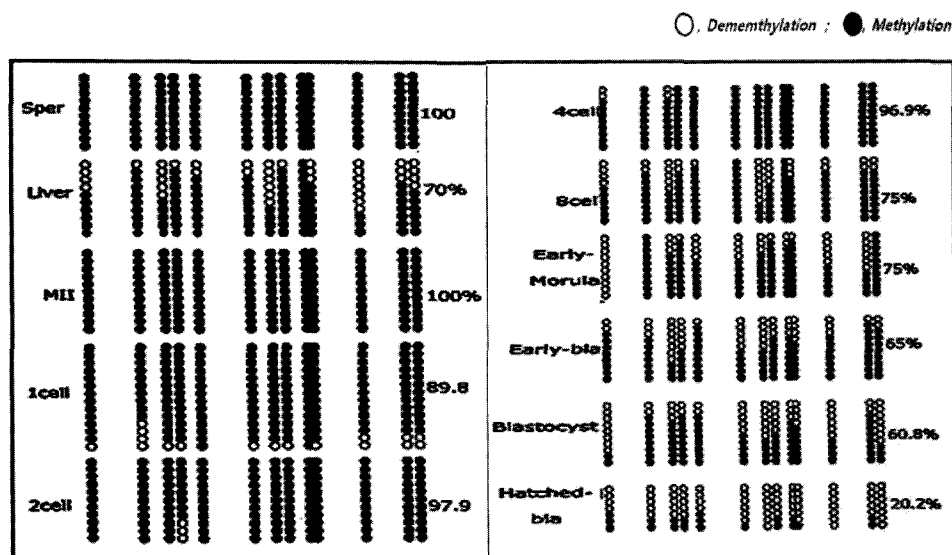 , Dememthylation ; , Methylation
Sper 100
Liver 70%
MII 100%
1cell 89.8
2cell 97.9
4cell 96.9%
8cel 75%
Early-
Morula 75%
Early-bla 65%
Blastocyst 60.8%
Hatched-
bla 20.2%